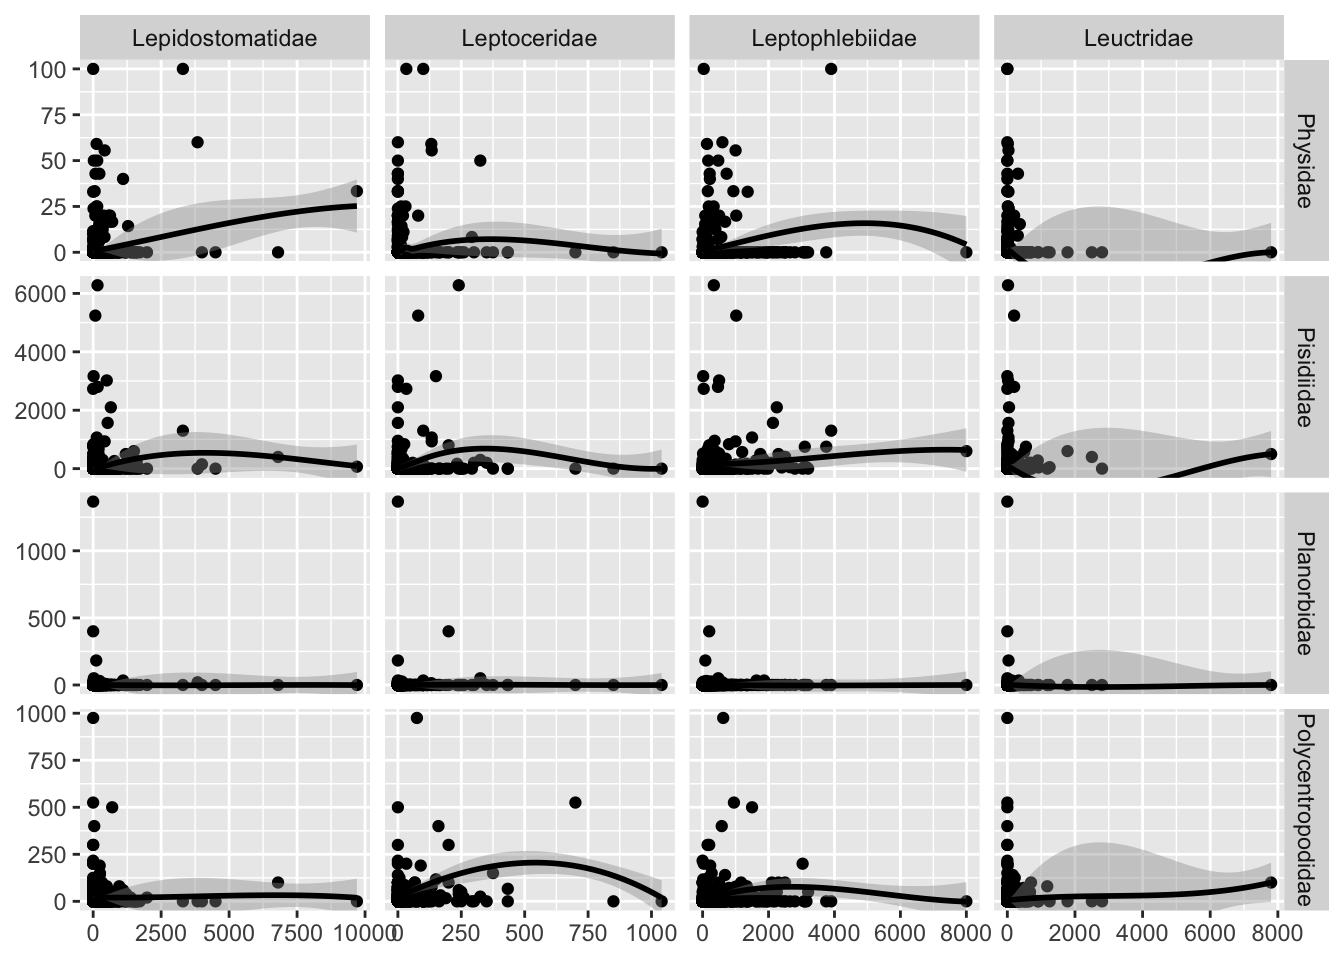 Lepidostomatidae Leptoceridae Leptophlebiidae Leuctridae
100
75
50
25
0
Physidae
6000
4000
2000
0
Pisidiidae
1000
500
0
Planorbidae
1000
750
500
250
0
Polycentropodidae
0 2500 5000 7500 10000 0 250 500 750 1000 0 2000 4000 6000 8000 0 2000 4000 6000 8000